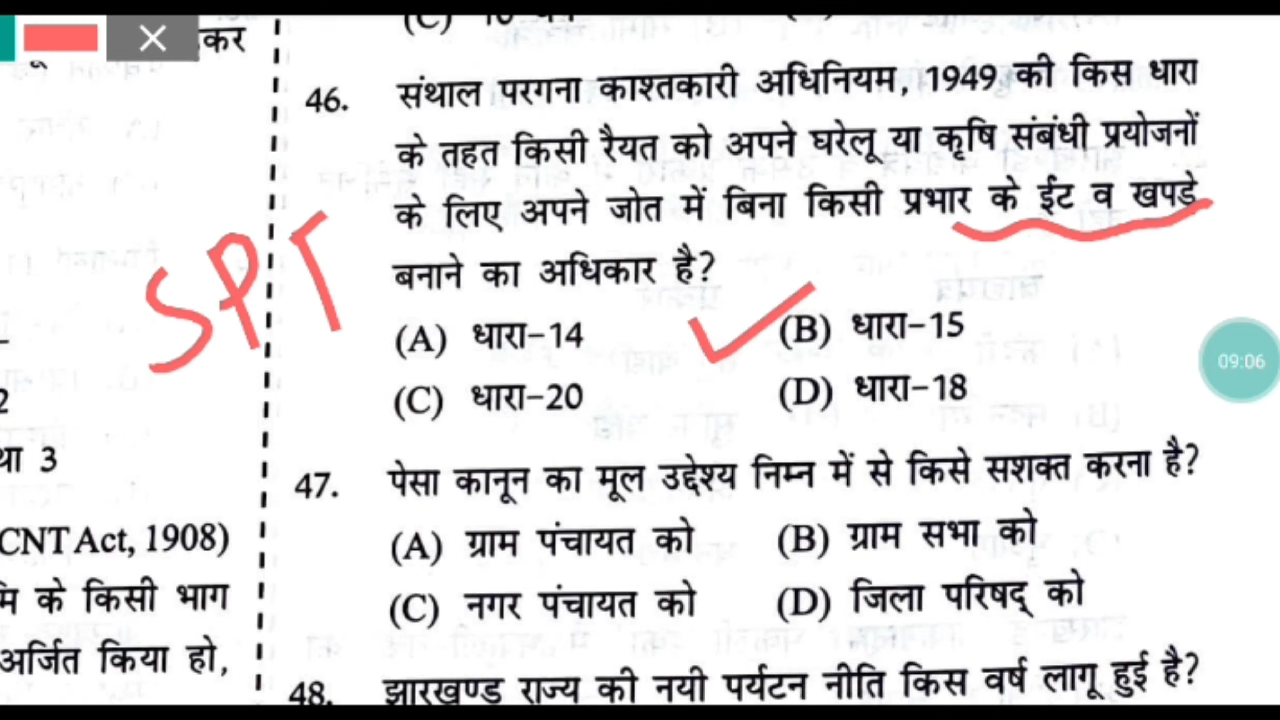 कर
46. संथाल परगना काश्तकारी अधिनियम, 1949 की किस धारा
के तहत किसी रैयत को अपने घरेलू या कृषि संबंधी प्रयोजनों
के लिए अपने जोत में बिना किसी प्रभार के ईंट व खपडे
बनाने का अधिकार है?
(A) धारा-14 (B) धारा-15
(C) धारा-20 (D) धारा-18
SPT
09:06
47. पेसा कानून का मूल उद्देश्य निम्न में से किसे सशक्त करना है?
(A) ग्राम पंचायत को (B) ग्राम सभा को
(C) नगर पंचायत को (D) जिला परिषद् को
48. झारखण्ड राज्य की नयी पर्यटन नीति किस वर्ष लागू हुई है?
2
था 3
CNT Act, 1908)
मि के किसी भाग
अर्जित किया हो,